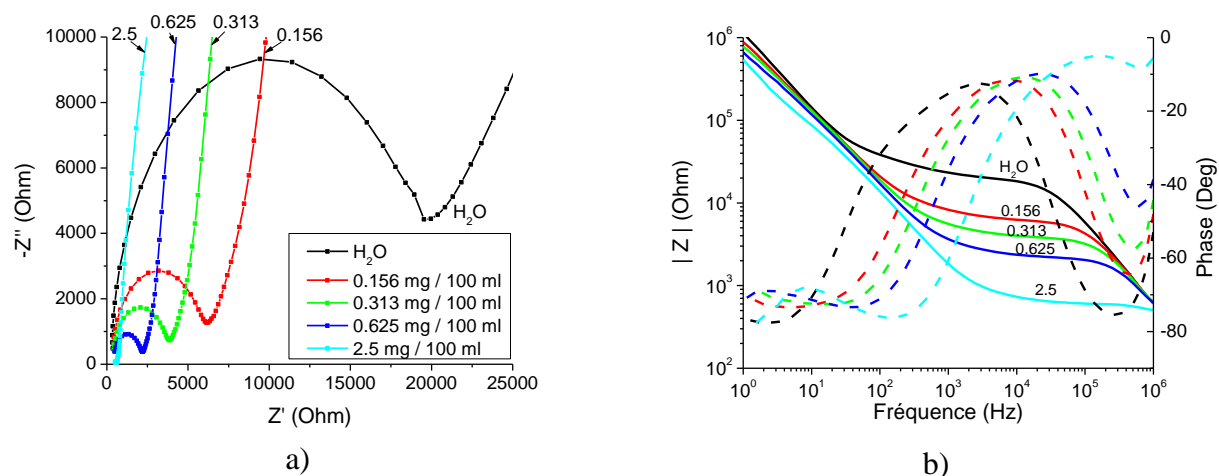 2.5 0.625 0.313 0.156
10000
8000
6000
4000
2000
0
-Z'' (Ohm)
H2O
H2O
0.156 mg / 100 ml
0.313 mg / 100 ml
0.625 mg / 100 ml
2.5 mg / 100 ml
0 5000 10000 15000 20000 25000
Z' (Ohm)
a)
10^6
10^5
10^4
10^3
10^2
| Z | (Ohm)
H2O
0.156
0.313
0.625
2.5
0
-20
-40
-60
-80
Phase (Deg)
10^0 10^1 10^2 10^3 10^4 10^5 10^6
Fréquence (Hz)
b)